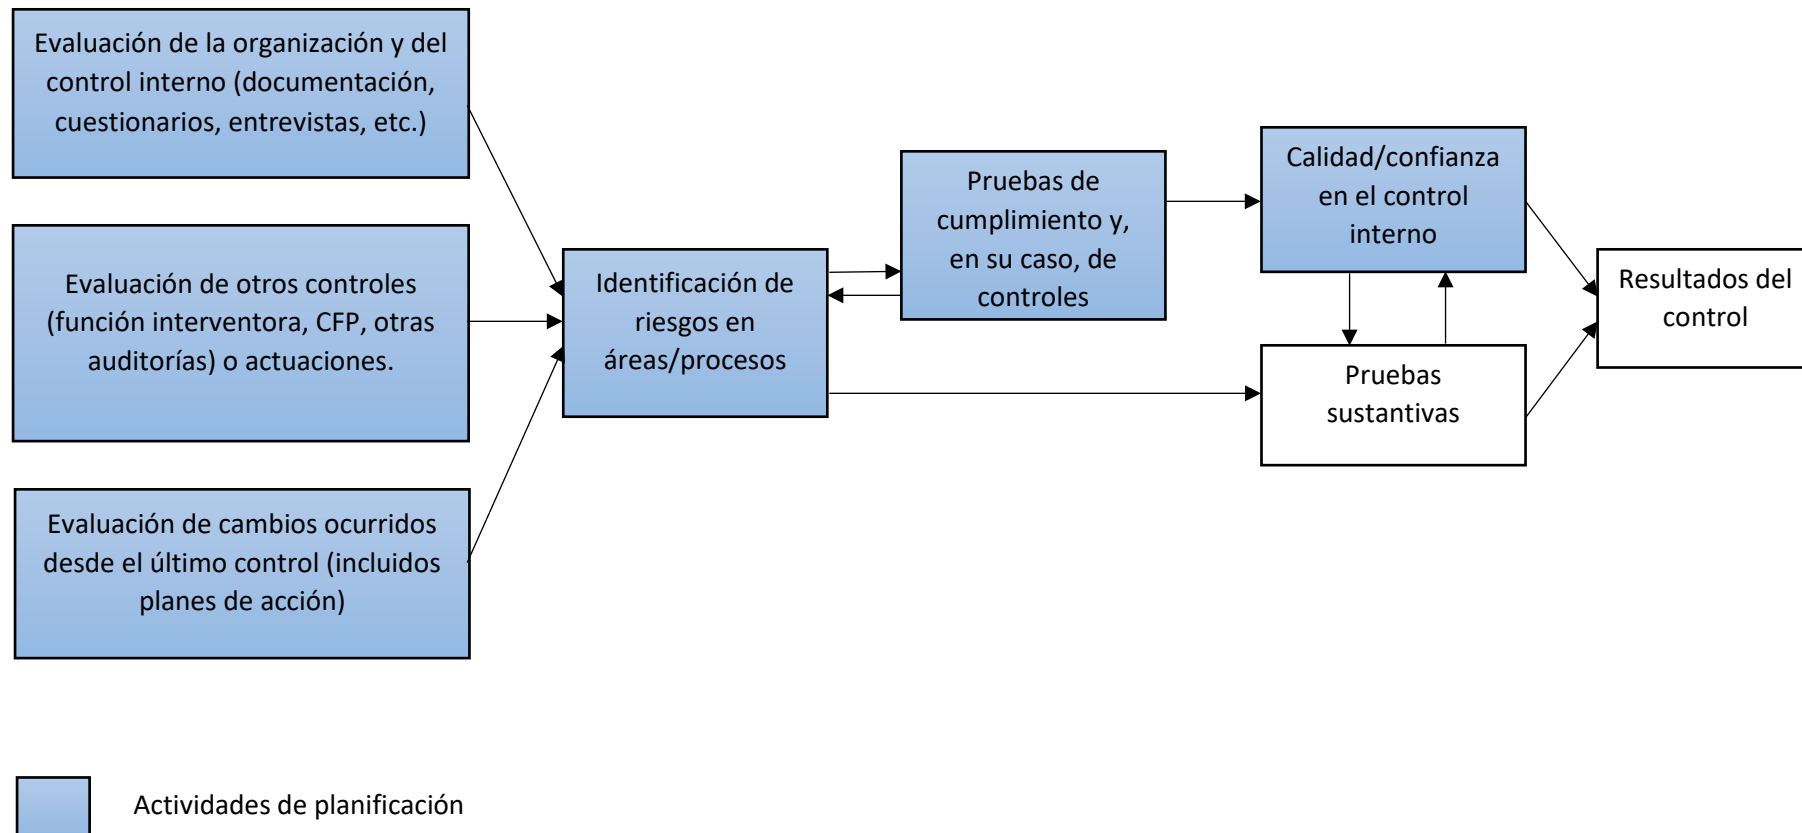 Evaluación de la organización y del
control interno (documentación,
cuestionarios, entrevistas, etc.)
Evaluación de otros controles
(función interventora, CFP, otras
auditorías) o actuaciones.
Evaluación de cambios ocurridos
desde el último control (incluidos
planes de acción)
Identificación de
riesgos en
áreas/procesos
Pruebas de
cumplimiento y,
en su caso, de
controles
Calidad/confianza
en el control
interno
Pruebas
sustantivas
Resultados del
control
Actividades de planificación